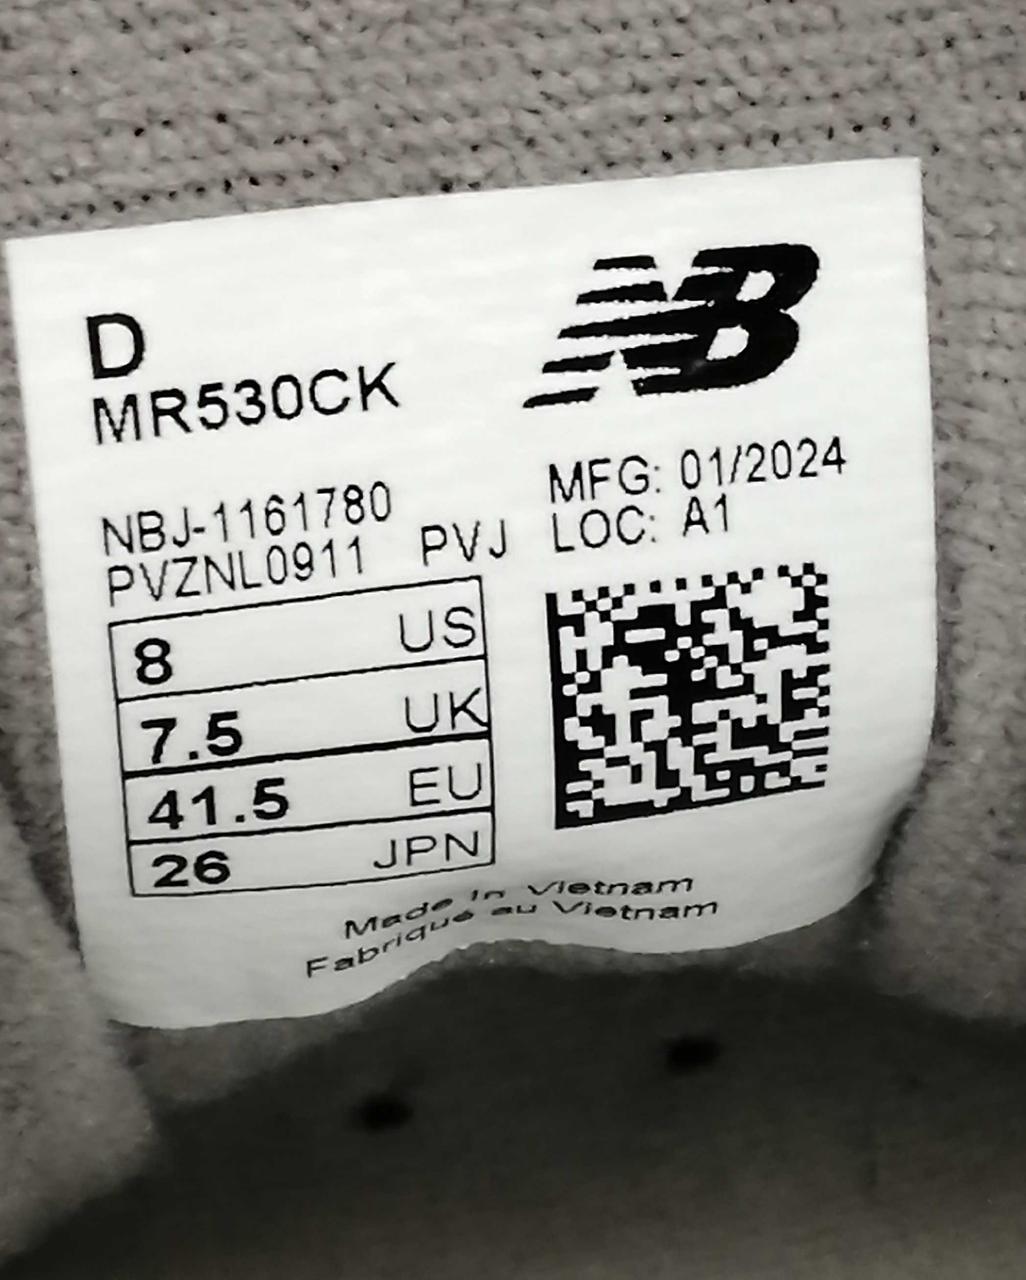 D
MR530CK
NB
NBJ-1161780
PVZNL0911 PVJ
MFG: 01/2024
LOC: A1
8 US
7.5 UK
41.5 EU
26 JPN
Made In Vietnam
Fabriqué au Vietnam